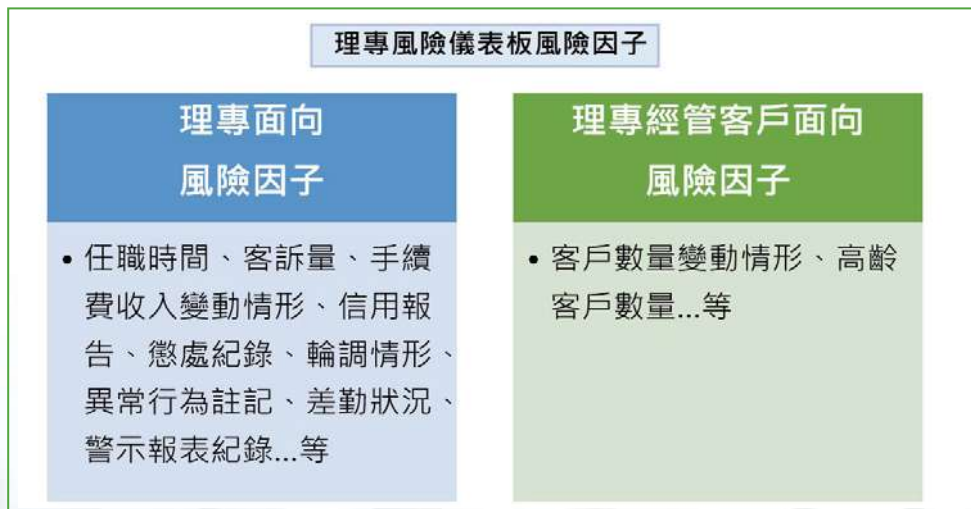 理專風險儀表板風險因子
理專面向
風險因子
• 任職時間、客訴量、手續
費收入變動情形、信用報
告、懲處紀錄、輪調情形、
異常行為註記、差勤狀況、
警示報表紀錄...等
理專經管客戶面向
風險因子
• 客戶數量變動情形、高齡
客戶數量...等